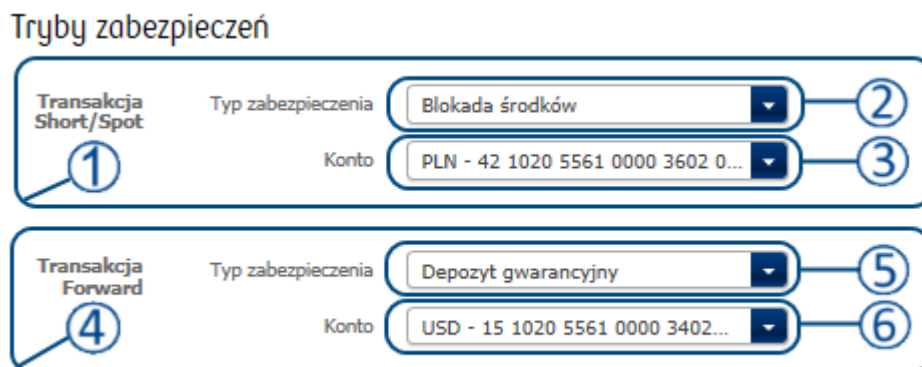 Tryby zabezpieczeń
Transakcja Short/Spot
Typ zabezpieczenia
Blokada środków
2
Konto
PLN - 42 1020 5561 0000 3602 0...
3
1
Transakcja Forward
Typ zabezpieczenia
Depozyt gwarancyjny
5
Konto
USD - 15 1020 5561 0000 3402...
6
4